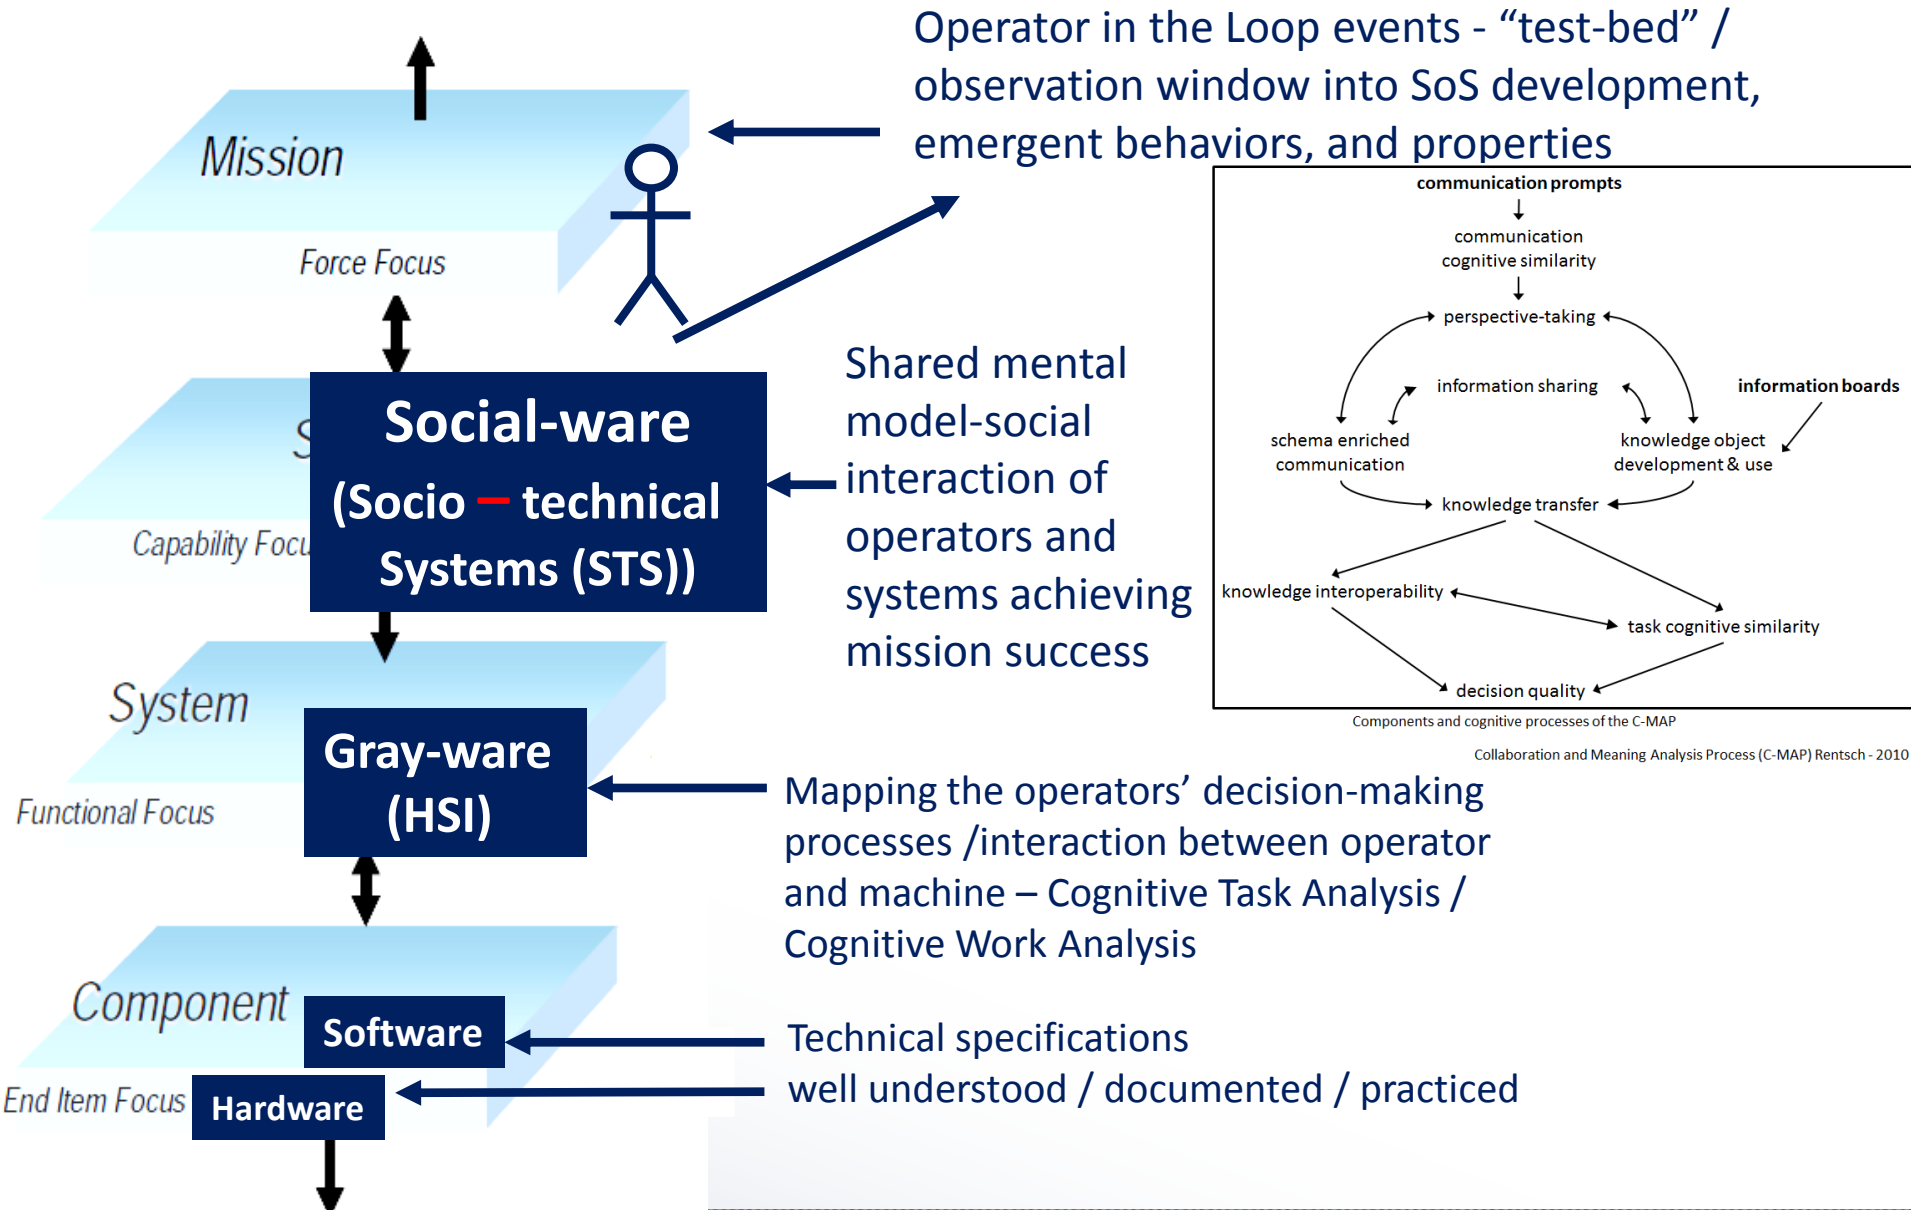 Operator in the Loop events - “test-bed” /
observation window into SoS development,
emergent behaviors, and properties
Mission
Force Focus
communication prompts
communication
cognitive similarity
perspective-taking
information sharing
information boards
schema enriched
communication
knowledge object
development & use
knowledge transfer
knowledge interoperability
task cognitive similarity
decision quality
Components and cognitive processes of the C-MAP
Collaboration and Meaning Analysis Process (C-MAP) Rentsch - 2010
S
Capability Focu
Social-ware
(Socio – technical
Systems (STS))
Shared mental
model-social
interaction of
operators and
systems achieving
mission success
System
Functional Focus
Gray-ware
(HSI)
Mapping the operators’ decision-making
processes /interaction between operator
and machine – Cognitive Task Analysis /
Cognitive Work Analysis
Component
End Item Focus
Software
Hardware
Technical specifications
well understood / documented / practiced